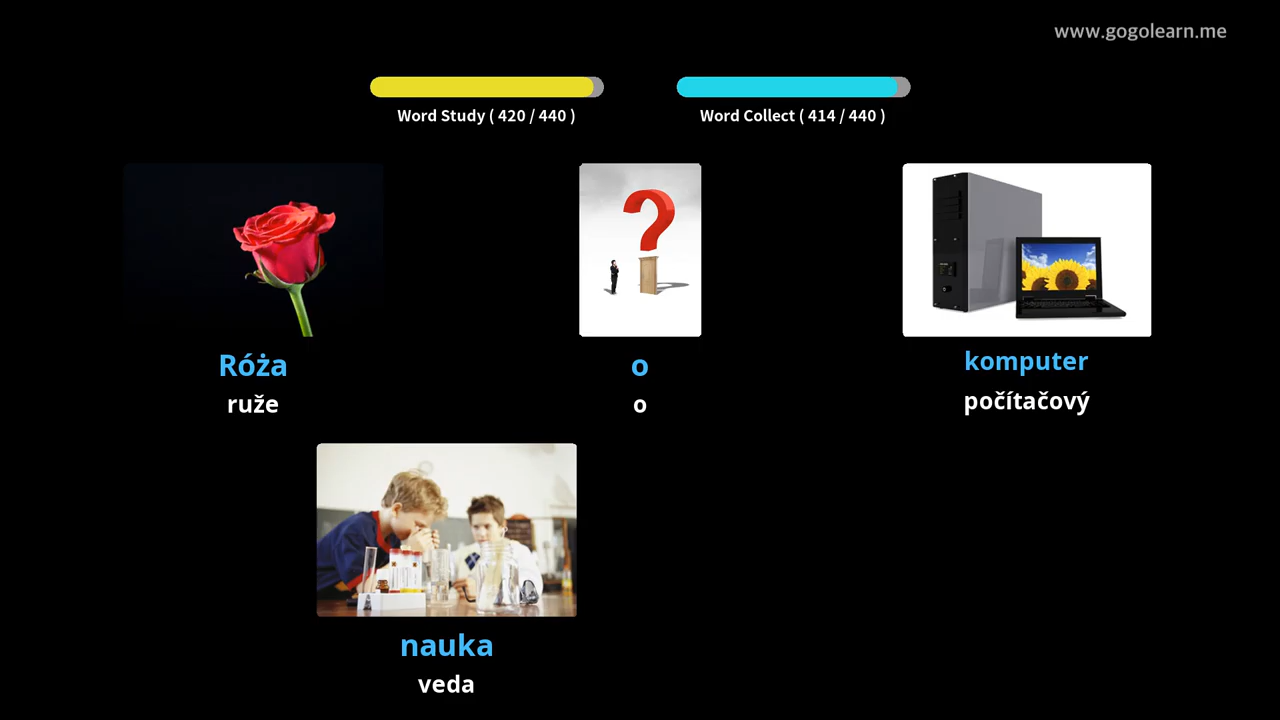 www.gogolearn.me
Word Study ( 420 / 440 )
Word Collect ( 414 / 440 )
Róża
o
komputer
ruže
o
počítačový
nauka
veda